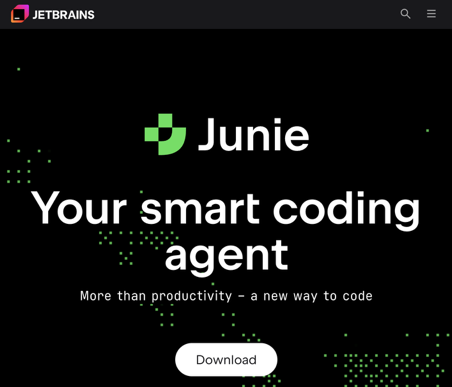 JETBRAINS
Junie
Your smart coding
agent
More than productivity – a new way to code
Download